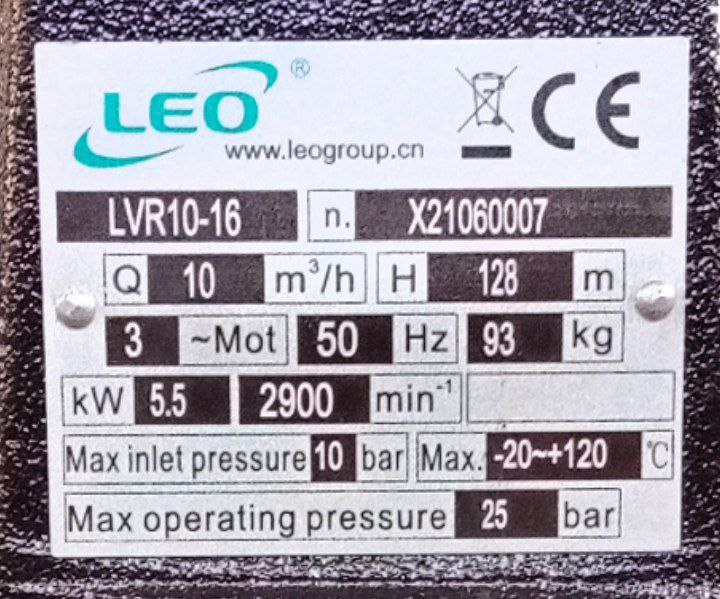 LEO ®
www.leogroup.cn
CE
LVR10-16 n. X21060007
Q 10 m³/h H 128 m
3 ~Mot 50 Hz 93 kg
kW 5.5 2900 min⁻¹
Max inlet pressure 10 bar Max. -20~+120 ℃
Max operating pressure 25 bar